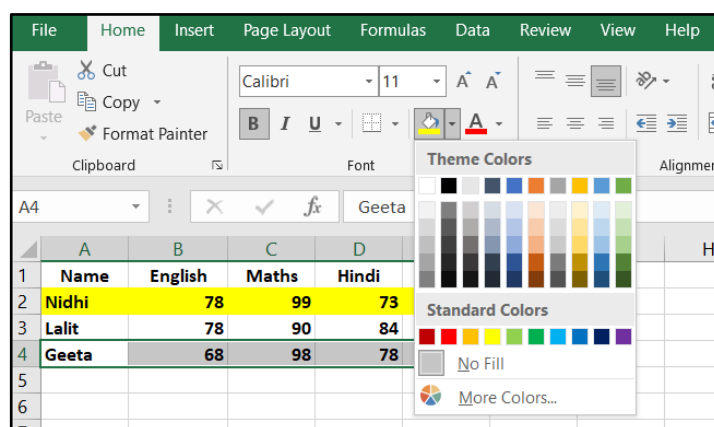 File Home Insert Page Layout Formulas Data Review View Help
Cut
Copy
Paste
Format Painter
Clipboard
Calibri 11 A A
B I U A
Font
Alignmen
A4 fx Geeta
Theme Colors
Standard Colors
No Fill
More Colors...
A B C D H
1 Name English Maths Hindi
2 Nidhi 78 99 73
3 Lalit 78 90 84
4 Geeta 68 98 78
5
6